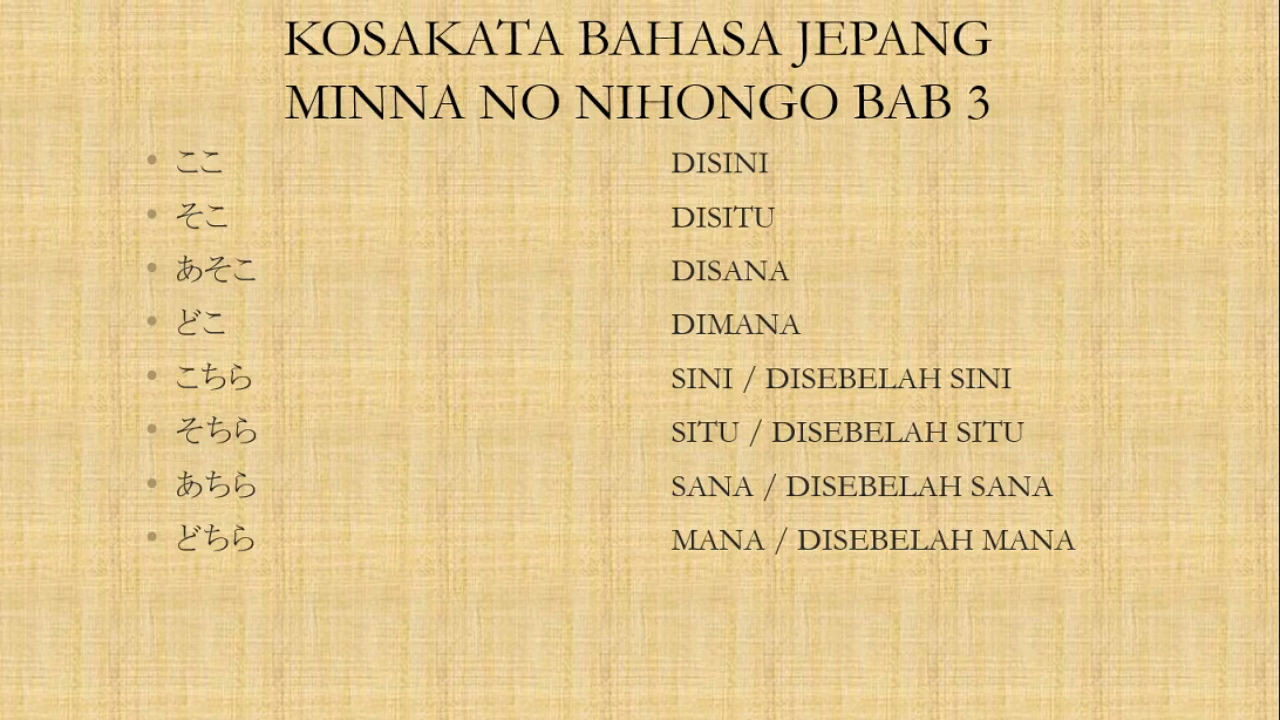 KOSAKATA BAHASA JEPANG
MINNA NO NIHONGO BAB 3
• ここ DISINI
• そこ DISITU
• あそこ DISANA
• どこ DIMANA
• こちら SINI / DISEBELAH SINI
• そちら SITU / DISEBELAH SITU
• あちら SANA / DISEBELAH SANA
• どちら MANA / DISEBELAH MANA